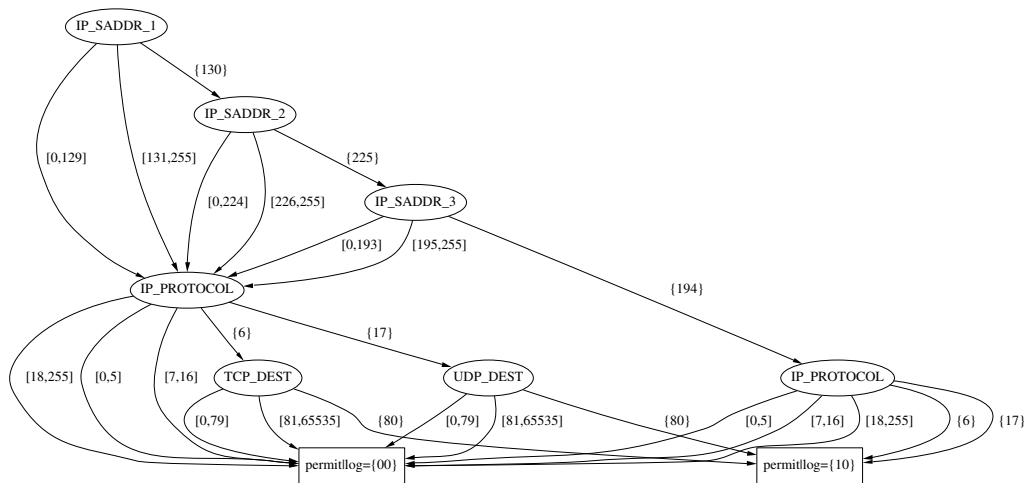 IP_SADDR_1
{130}
IP_SADDR_2
[0,129]
[131,255]
{225}
[0,224]
[226,255]
IP_SADDR_3
[0,193]
[195,255]
IP_PROTOCOL
{194}
{6}
{17}
[18,255]
[0,5]
[7,16]
TCP_DEST
UDP_DEST
IP_PROTOCOL
[0,79]
[81,65535]
{80}
[0,79]
[81,65535]
{80}
[0,5]
[7,16]
[18,255]
{6}
{17}
permit|log={00}
permit|log={10}